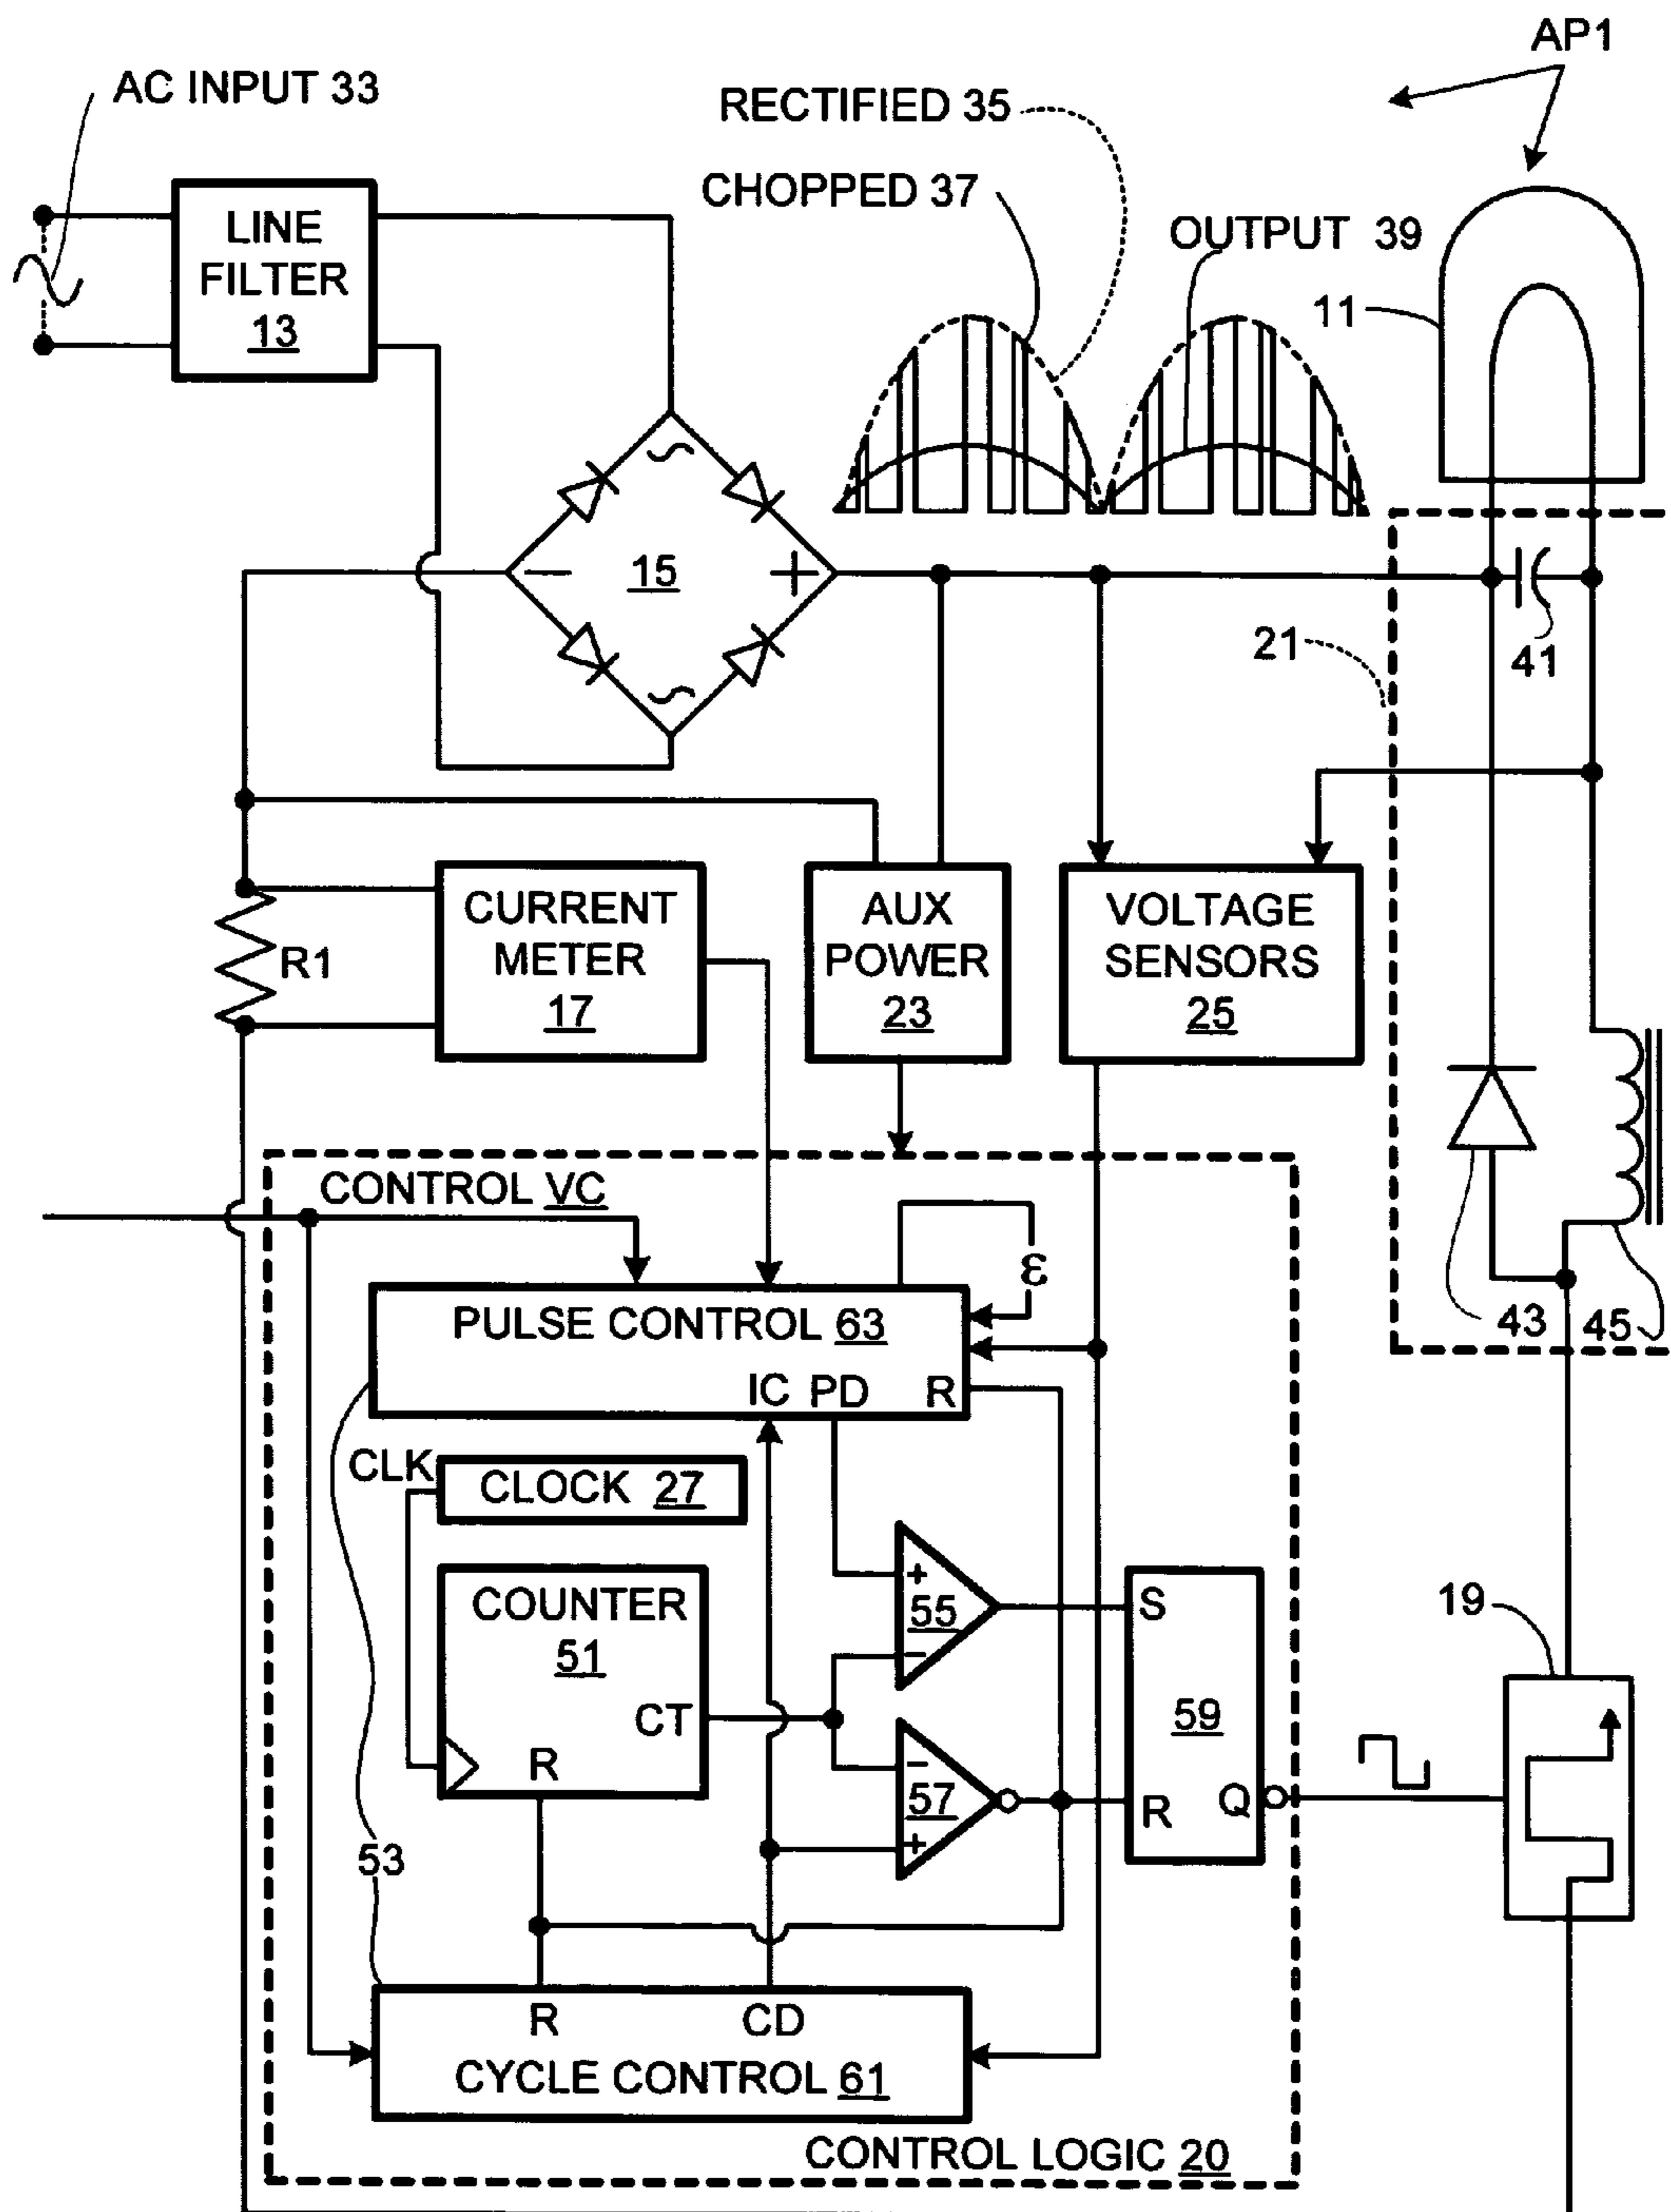 AP1
AC INPUT 33
RECTIFIED 35
CHOPPED 37
OUTPUT 39
LINE
FILTER
13
11
15
− +
21
41
CURRENT
METER
17
R1
AUX
POWER
23
VOLTAGE
SENSORS
25
CONTROL VC
ε
PULSE CONTROL 63
IC PD R
43
45
CLK
CLOCK 27
COUNTER
51
CT
R
+
55
−
−
57
+
S
59
R
Q
19
53
R CD
CYCLE CONTROL 61
CONTROL LOGIC 20